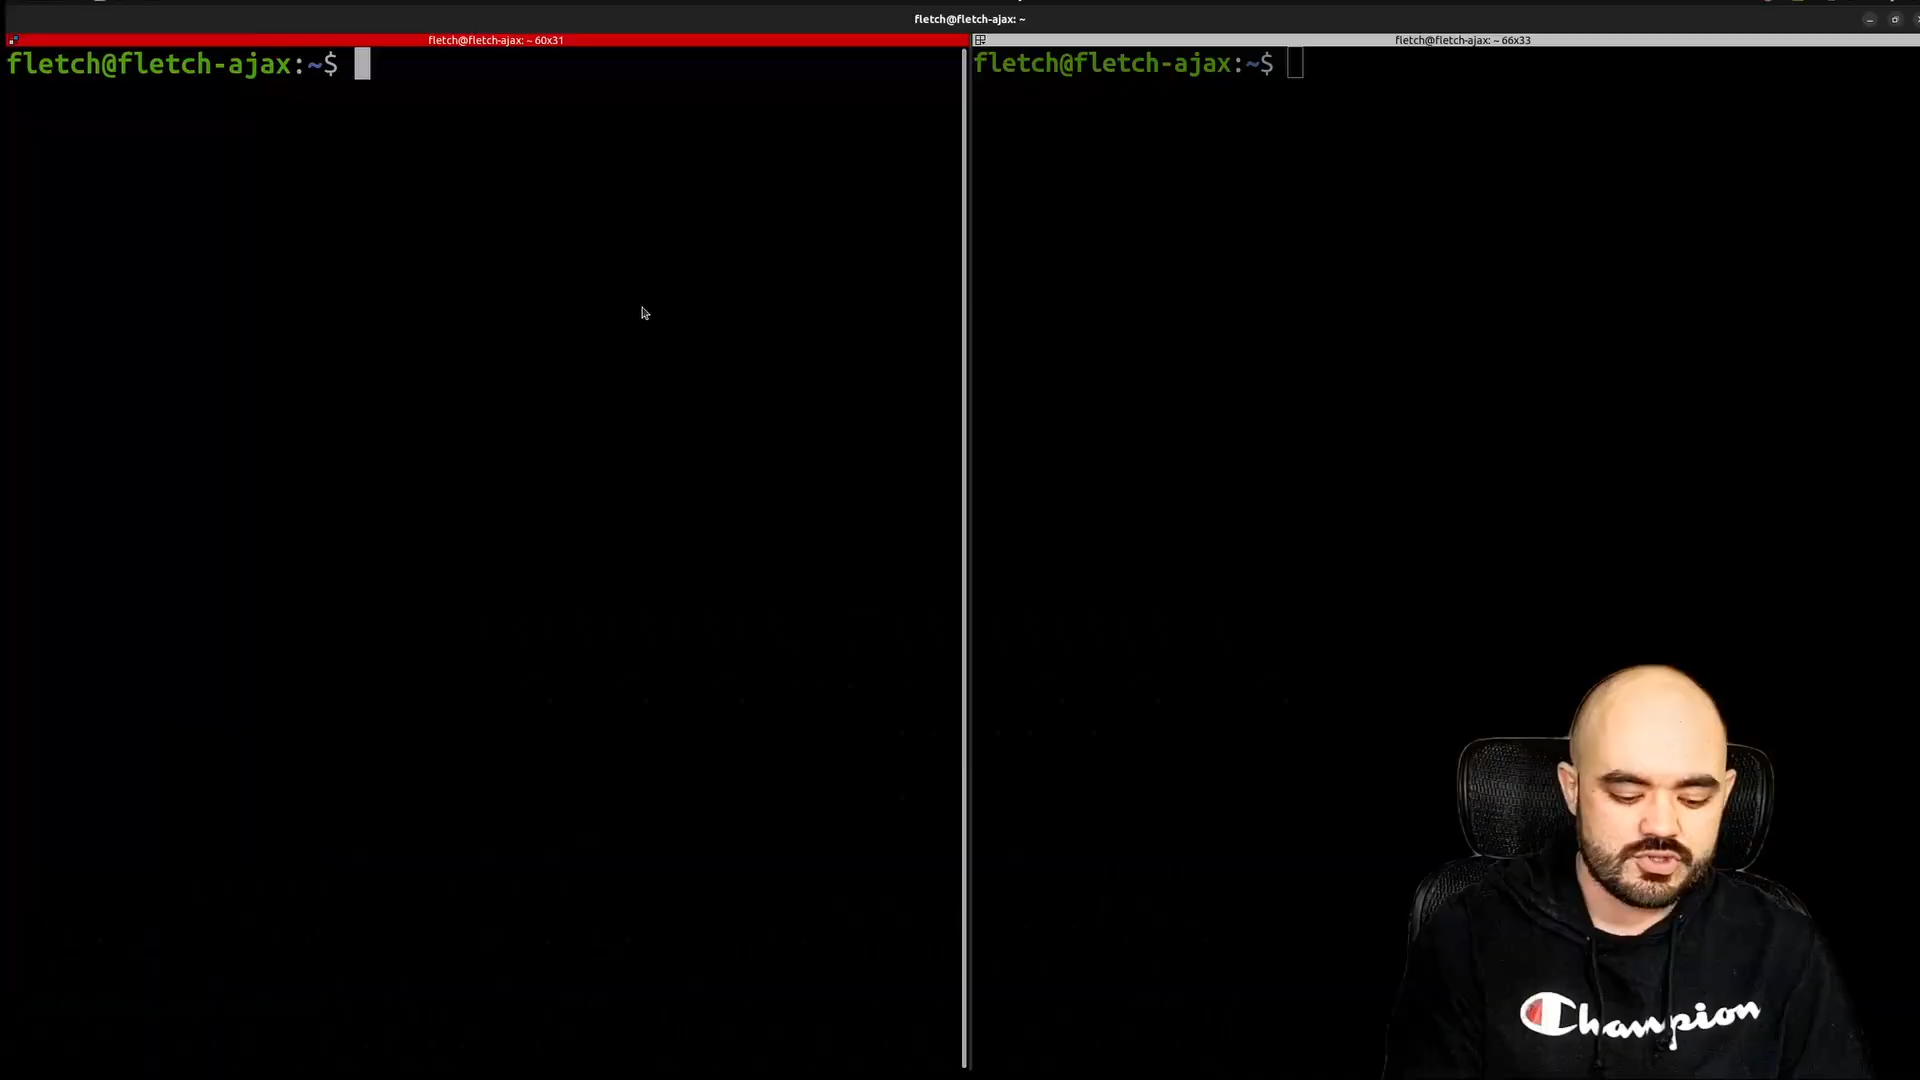 fletch@fletch-ajax: ~
fletch@fletch-ajax: ~ 60x31
fletch@fletch-ajax: ~ 66x33
fletch@fletch-ajax:~$
fletch@fletch-ajax:~$
Champion